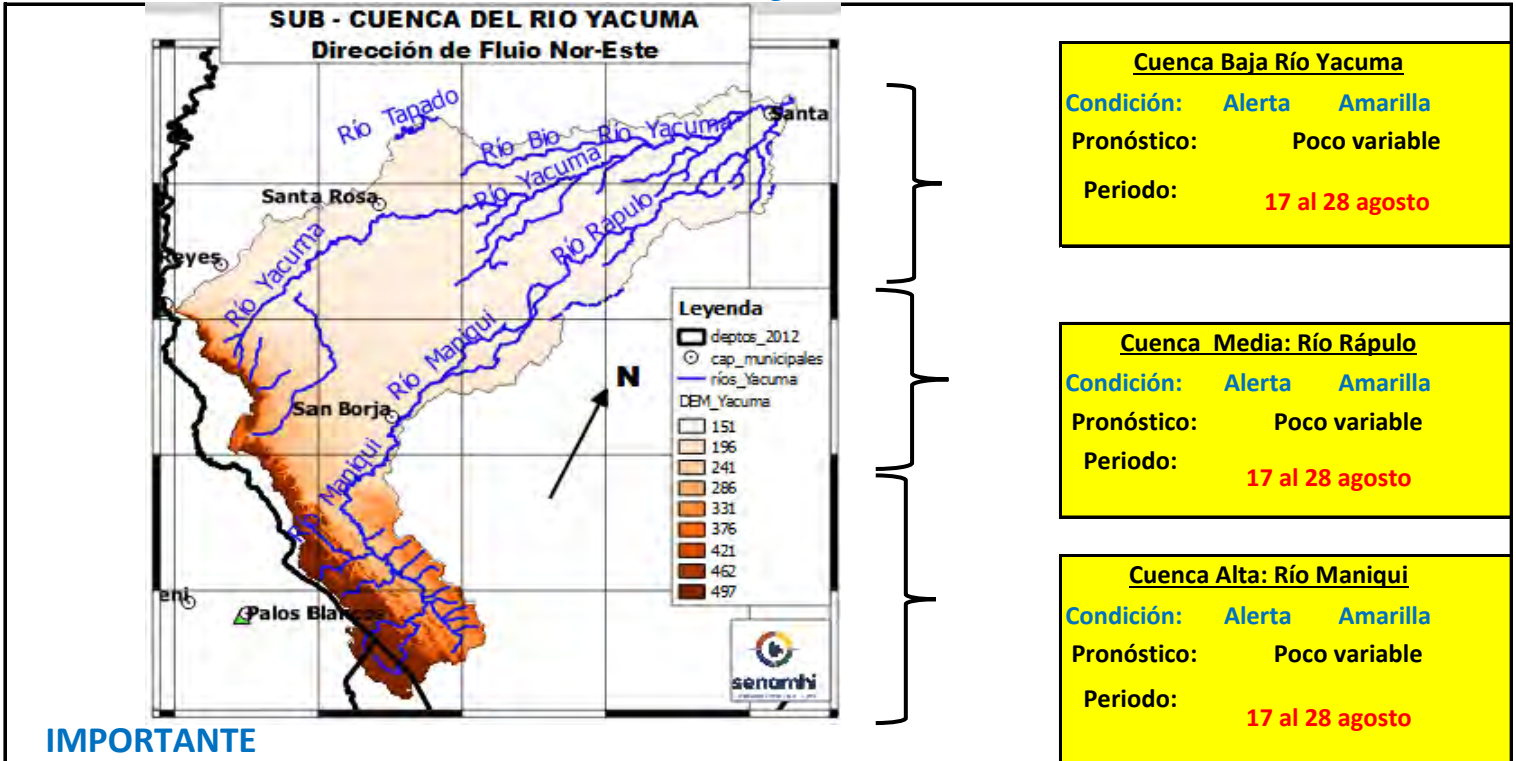 SUB - CUENCA DEL RIO YACUMA
Dirección de Flujo Nor-Este
Río Tapado
Río Bio
Río Yacuma
Santa
Río Yacuma
Santa Rosa
Río Rápulo
Reyes
Río Yacuma
Río Maniqui
San Borja
Río Maniqui
eni
Palos Blancos
N
Leyenda
deptos_2012
cap_municipales
ríos_Yacuma
DEM_Yacuma
151
196
241
286
331
376
421
462
497
senamhi
Cuenca Baja Río Yacuma
Condición: Alerta Amarilla
Pronóstico: Poco variable
Periodo: 17 al 28 agosto
Cuenca Media: Río Rápulo
Condición: Alerta Amarilla
Pronóstico: Poco variable
Periodo: 17 al 28 agosto
Cuenca Alta: Río Maniqui
Condición: Alerta Amarilla
Pronóstico: Poco variable
Periodo: 17 al 28 agosto
IMPORTANTE